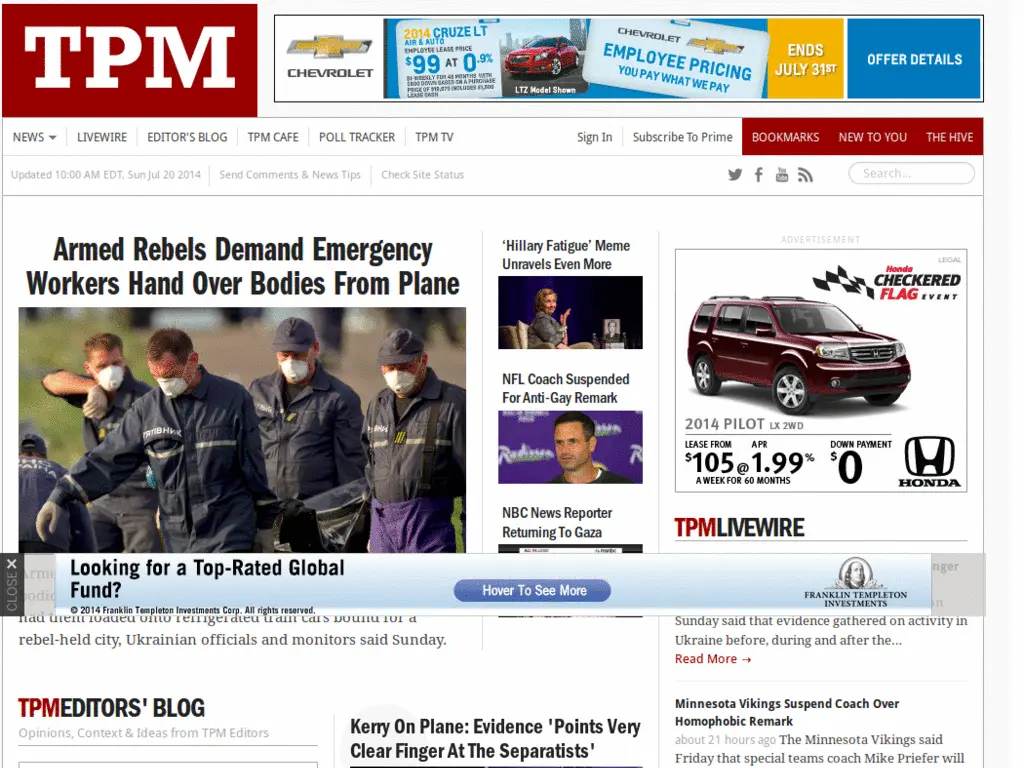 TPM
CHEVROLET
2014 CRUZE LT
AIR & AUTO
EMPLOYEE LEASE PRICE
$99 AT 0.9%
LTZ Model Shown
CHEVROLET
EMPLOYEE PRICING
YOU PAY WHAT WE PAY
ENDS
JULY 31ST
OFFER DETAILS
NEWS LIVEWIRE EDITOR'S BLOG TPM CAFE POLL TRACKER TPM TV Sign In Subscribe To Prime BOOKMARKS NEW TO YOU THE HIVE
Updated 10:00 AM EDT, Sun Jul 20 2014 Send Comments & News Tips Check Site Status Search...
Armed Rebels Demand Emergency
Workers Hand Over Bodies From Plane
had them loaded onto refrigerated train cars bound for a
rebel-held city, Ukrainian officials and monitors said Sunday.
‘Hillary Fatigue’ Meme
Unravels Even More
NFL Coach Suspended
For Anti-Gay Remark
Radisson
NBC News Reporter
Returning To Gaza
ADVERTISEMENT
LEGAL
Honda
CHECKERED
FLAG EVENT
2014 PILOT LX 2WD
LEASE FROM APR DOWN PAYMENT
$105@1.99% $0
A WEEK FOR 60 MONTHS
HONDA
TPMLIVEWIRE
Sunday said that evidence gathered on activity in
Ukraine before, during and after the...
Read More →
Minnesota Vikings Suspend Coach Over
Homophobic Remark
about 21 hours ago The Minnesota Vikings said
Friday that special teams coach Mike Priefer will
CLOSE X
Looking for a Top-Rated Global
Fund?
© 2014 Franklin Templeton Investments Corp. All rights reserved.
Hover To See More
FRANKLIN TEMPLETON
INVESTMENTS
TPMEDITORS' BLOG
Opinions, Context & Ideas from TPM Editors
Kerry On Plane: Evidence 'Points Very
Clear Finger At The Separatists'